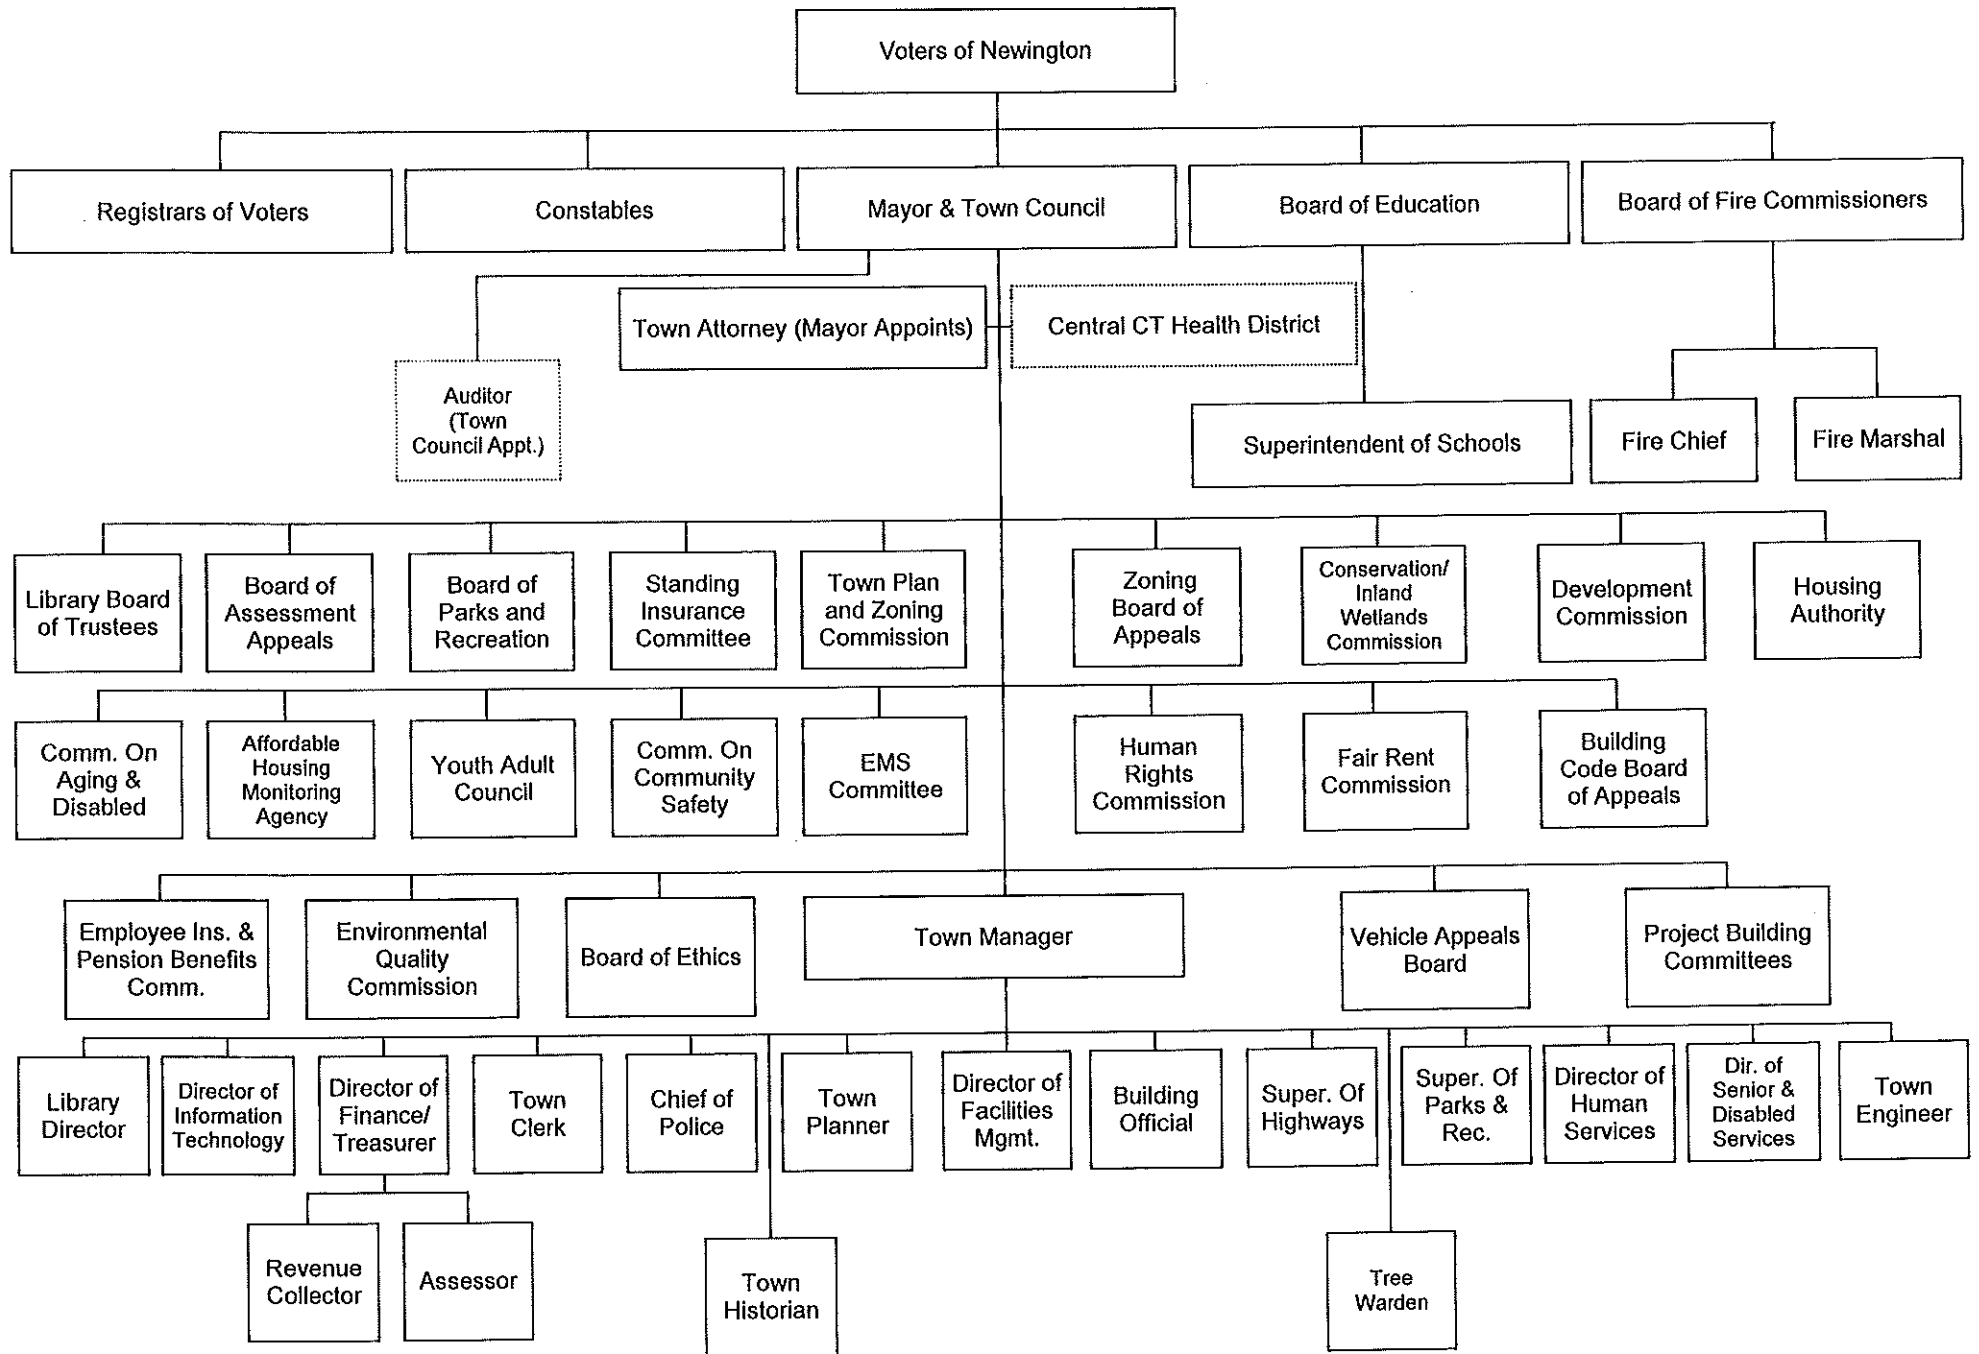 Voters of Newington
Registrars of Voters
Constables
Mayor & Town Council
Board of Education
Board of Fire Commissioners
Town Attorney (Mayor Appoints)
Central CT Health District
Auditor
(Town
Council Appt.)
Superintendent of Schools
Fire Chief
Fire Marshal
Library Board
of Trustees
Board of
Assessment
Appeals
Board of
Parks and
Recreation
Standing
Insurance
Committee
Town Plan
and Zoning
Commission
Zoning
Board of
Appeals
Conservation/
Inland
Wetlands
Commission
Development
Commission
Housing
Authority
Comm. On
Aging &
Disabled
Affordable
Housing
Monitoring
Agency
Youth Adult
Council
Comm. On
Community
Safety
EMS
Committee
Human
Rights
Commission
Fair Rent
Commission
Building
Code Board
of Appeals
Employee Ins. &
Pension Benefits
Comm.
Environmental
Quality
Commission
Board of Ethics
Town Manager
Vehicle Appeals
Board
Project Building
Committees
Library
Director
Director of
Information
Technology
Director of
Finance/
Treasurer
Town
Clerk
Chief of
Police
Town
Planner
Director of
Facilities
Mgmt.
Building
Official
Super. Of
Highways
Super. Of
Parks &
Rec.
Director of
Human
Services
Dir. of
Senior &
Disabled
Services
Town
Engineer
Revenue
Collector
Assessor
Town
Historian
Tree
Warden